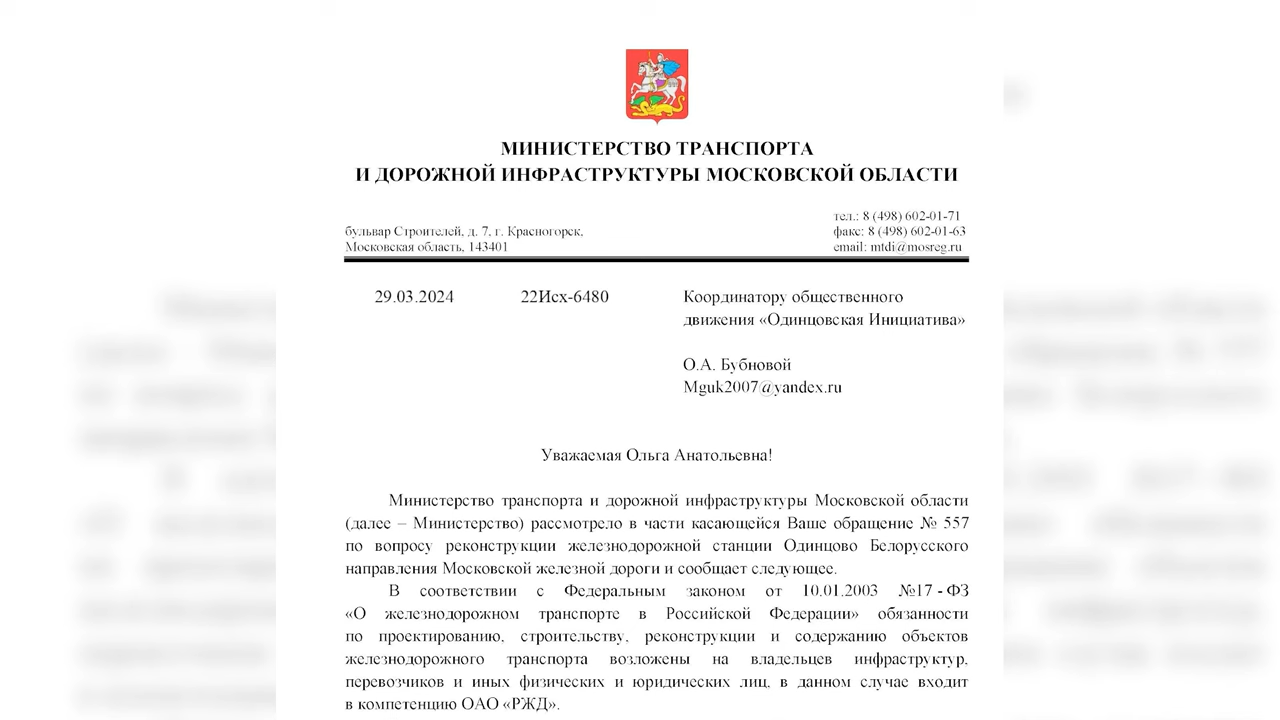 МИНИСТЕРСТВО ТРАНСПОРТА
И ДОРОЖНОЙ ИНФРАСТРУКТУРЫ МОСКОВСКОЙ ОБЛАСТИ
бульвар Строителей, д. 7, г. Красногорск,
Московская область, 143401
тел.: 8 (498) 602-01-71
факс: 8 (498) 602-01-63
email: mtdi@mosreg.ru
29.03.2024 22Исх-6480
Координатору общественного
движения «Одинцовская Инициатива»
О.А. Бубновой
Mguk2007@yandex.ru
Уважаемая Ольга Анатольевна!
Министерство транспорта и дорожной инфраструктуры Московской области
(далее – Министерство) рассмотрело в части касающейся Ваше обращение № 557
по вопросу реконструкции железнодорожной станции Одинцово Белорусского
направления Московской железной дороги и сообщает следующее.
В соответствии с Федеральным законом от 10.01.2003 №17 - ФЗ
«О железнодорожном транспорте в Российской Федерации» обязанности
по проектированию, строительству, реконструкции и содержанию объектов
железнодорожного транспорта возложены на владельцев инфраструктур,
перевозчиков и иных физических и юридических лиц, в данном случае входит
в компетенцию ОАО «РЖД».